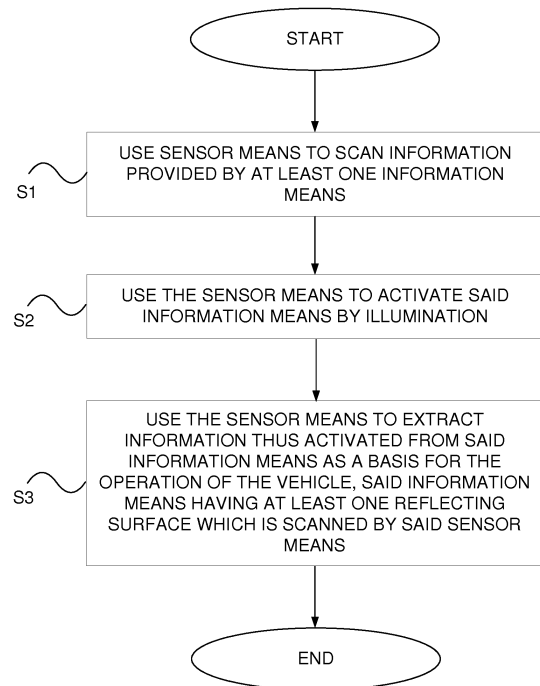 START
USE SENSOR MEANS TO SCAN INFORMATION
PROVIDED BY AT LEAST ONE INFORMATION
MEANS
S1
USE THE SENSOR MEANS TO ACTIVATE SAID
INFORMATION MEANS BY ILLUMINATION
S2
USE THE SENSOR MEANS TO EXTRACT
INFORMATION THUS ACTIVATED FROM SAID
INFORMATION MEANS AS A BASIS FOR THE
OPERATION OF THE VEHICLE, SAID INFORMATION
MEANS HAVING AT LEAST ONE REFLECTING
SURFACE WHICH IS SCANNED BY SAID SENSOR
MEANS
S3
END